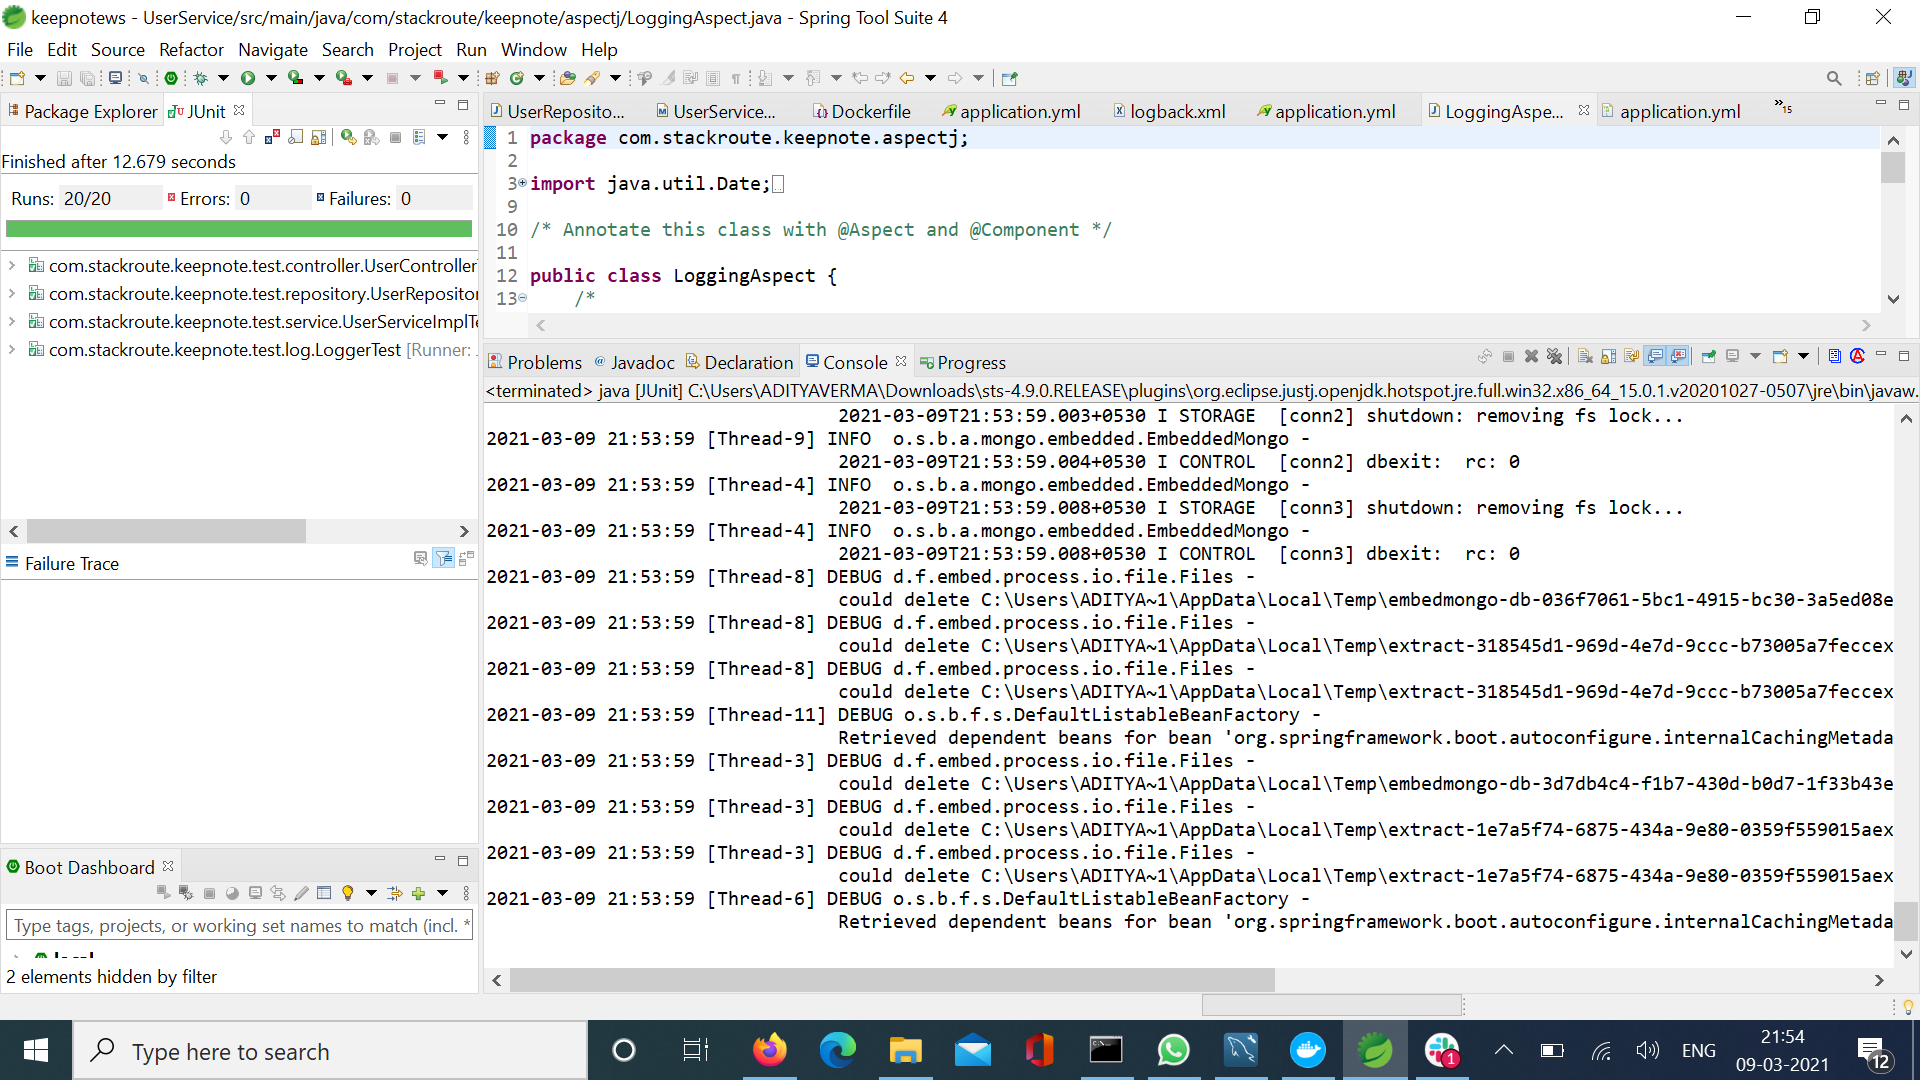 keepnotews - UserService/src/main/java/com/stackroute/keepnote/aspectj/LoggingAspect.java - Spring Tool Suite 4
File Edit Source Refactor Navigate Search Project Run Window Help
Package Explorer JUnit
Finished after 12.679 seconds
Runs: 20/20 Errors: 0 Failures: 0
com.stackroute.keepnote.test.controller.UserController
com.stackroute.keepnote.test.repository.UserReposito
com.stackroute.keepnote.test.service.UserServiceImplTe
com.stackroute.keepnote.test.log.LoggerTest [Runner:
Failure Trace
Boot Dashboard
Type tags, projects, or working set names to match (incl. *
local
2 elements hidden by filter
UserReposito... UserService... Dockerfile application.yml logback.xml application.yml LoggingAspe... application.yml »15
1 package com.stackroute.keepnote.aspectj;
2
3 import java.util.Date;
9
10 /* Annotate this class with @Aspect and @Component */
11
12 public class LoggingAspect {
13 /*
Problems Javadoc Declaration Console Progress
<terminated> java [JUnit] C:\Users\ADITYAVERMA\Downloads\sts-4.9.0.RELEASE\plugins\org.eclipse.justj.openjdk.hotspot.jre.full.win32.x86_64_15.0.1.v20201027-0507\jre\bin\javaw.
2021-03-09T21:53:59.003+0530 I STORAGE [conn2] shutdown: removing fs lock...
2021-03-09 21:53:59 [Thread-9] INFO o.s.b.a.mongo.embedded.EmbeddedMongo -
2021-03-09T21:53:59.004+0530 I CONTROL [conn2] dbexit: rc: 0
2021-03-09 21:53:59 [Thread-4] INFO o.s.b.a.mongo.embedded.EmbeddedMongo -
2021-03-09T21:53:59.008+0530 I STORAGE [conn3] shutdown: removing fs lock...
2021-03-09 21:53:59 [Thread-4] INFO o.s.b.a.mongo.embedded.EmbeddedMongo -
2021-03-09T21:53:59.008+0530 I CONTROL [conn3] dbexit: rc: 0
2021-03-09 21:53:59 [Thread-8] DEBUG d.f.embed.process.io.file.Files -
could delete C:\Users\ADITYA~1\AppData\Local\Temp\embedmongo-db-036f7061-5bc1-4915-bc30-3a5ed08e
2021-03-09 21:53:59 [Thread-8] DEBUG d.f.embed.process.io.file.Files -
could delete C:\Users\ADITYA~1\AppData\Local\Temp\extract-318545d1-969d-4e7d-9ccc-b73005a7feccex
2021-03-09 21:53:59 [Thread-8] DEBUG d.f.embed.process.io.file.Files -
could delete C:\Users\ADITYA~1\AppData\Local\Temp\extract-318545d1-969d-4e7d-9ccc-b73005a7feccex
2021-03-09 21:53:59 [Thread-11] DEBUG o.s.b.f.s.DefaultListableBeanFactory -
Retrieved dependent beans for bean 'org.springframework.boot.autoconfigure.internalCachingMetada
2021-03-09 21:53:59 [Thread-3] DEBUG d.f.embed.process.io.file.Files -
could delete C:\Users\ADITYA~1\AppData\Local\Temp\embedmongo-db-3d7db4c4-f1b7-430d-b0d7-1f33b43e
2021-03-09 21:53:59 [Thread-3] DEBUG d.f.embed.process.io.file.Files -
could delete C:\Users\ADITYA~1\AppData\Local\Temp\extract-1e7a5f74-6875-434a-9e80-0359f559015aex
2021-03-09 21:53:59 [Thread-3] DEBUG d.f.embed.process.io.file.Files -
could delete C:\Users\ADITYA~1\AppData\Local\Temp\extract-1e7a5f74-6875-434a-9e80-0359f559015aex
2021-03-09 21:53:59 [Thread-6] DEBUG o.s.b.f.s.DefaultListableBeanFactory -
Retrieved dependent beans for bean 'org.springframework.boot.autoconfigure.internalCachingMetada
Type here to search
1
ENG
21:54
09-03-2021
12